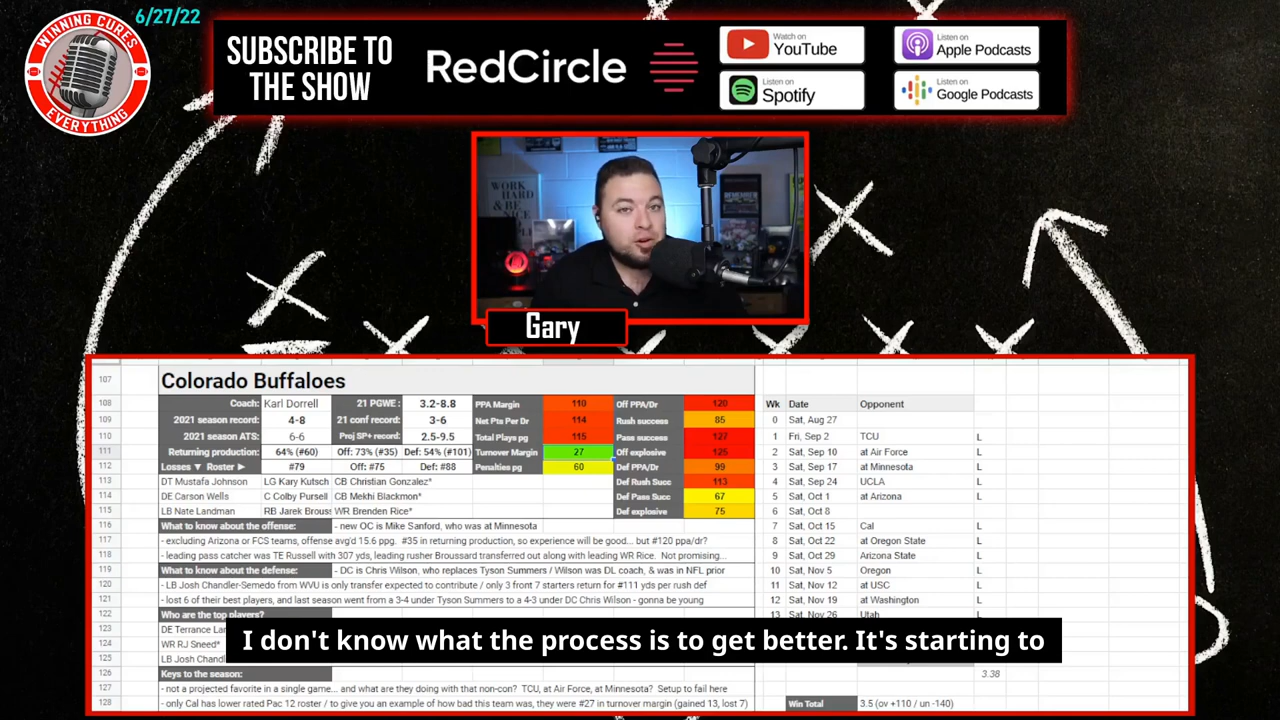 6/27/22
WINNING CURES
EVERYTHING
SUBSCRIBE TO
THE SHOW
RedCircle
Watch on
YouTube
Listen on
Spotify
Listen on
Apple Podcasts
Listen on
Google Podcasts
WORK
HARD
& BE
NICE
Gary
107 Colorado Buffaloes
108 Coach: Karl Dorrell 21 PGWE : 3.2-8.8 PPA Margin 110 Off PPA/Dr 120 Wk Date Opponent
109 2021 season record: 4-8 21 conf record: 3-6 Net Pts Per Dr 114 Rush success 85 0 Sat, Aug 27
110 2021 season ATS: 6-6 Proj SP+ record: 2.5-9.5 Total Plays pg 115 Pass success 127 1 Fri, Sep 2 TCU L
111 Returning production: 64% (#60) Off: 73% (#35) Def: 54% (#101) Turnover Margin 27 Off explosive 125 2 Sat, Sep 10 at Air Force L
112 Losses ▼ Roster ► #79 Off: #75 Def: #88 Penalties pg 60 Def PPA/Dr 99 3 Sat, Sep 17 at Minnesota L
113 DT Mustafa Johnson LG Kary Kutsch CB Christian Gonzalez* Def Rush Succ 113 4 Sat, Sep 24 UCLA L
114 DE Carson Wells C Colby Pursell CB Mekhi Blackmon* Def Pass Succ 67 5 Sat, Oct 1 at Arizona L
115 LB Nate Landman RB Jarek Brouss WR Brenden Rice* Def explosive 75 6 Sat, Oct 8
116 What to know about the offense: - new OC is Mike Sanford, who was at Minnesota 7 Sat, Oct 15 Cal L
117 - excluding Arizona or FCS teams, offense avg'd 15.6 ppg. #35 in returning production, so experience will be good... but #120 ppa/dr? 8 Sat, Oct 22 at Oregon State L
118 - leading pass catcher was TE Russell with 307 yds, leading rusher Broussard transferred out along with leading WR Rice. Not promising... 9 Sat, Oct 29 Arizona State L
119 What to know about the defense: - DC is Chris Wilson, who replaces Tyson Summers / Wilson was DL coach, & was in NFL prior 10 Sat, Nov 5 Oregon L
120 - LB Josh Chandler-Semedo from WVU is only transfer expected to contribute / only 3 front 7 starters return for #111 yds per rush def 11 Sat, Nov 12 at USC L
121 - lost 6 of their best players, and last season went from a 3-4 under Tyson Summers to a 4-3 under DC Chris Wilson - gonna be young 12 Sat, Nov 19 at Washington L
122 Who are the top players? 13 Sat, Nov 26 Utah L
123 DE Terrance Lan
124 WR RJ Sneed*
125 LB Josh Chandl
I don't know what the process is to get better. It's starting to
126 Keys to the season: 3.38
127 - not a projected favorite in a single game... and what are they doing with that non-con? TCU, at Air Force, at Minnesota? Setup to fail here
128 - only Cal has lower rated Pac 12 roster / to give you an example of how bad this team was, they were #27 in turnover margin (gained 13, lost 7) Win Total 3.5 (ov +110 / un -140)